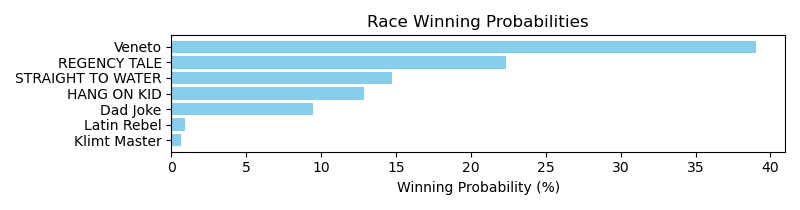 Race Winning Probabilities
Veneto
REGENCY TALE
STRAIGHT TO WATER
HANG ON KID
Dad Joke
Latin Rebel
Klimt Master
0 5 10 15 20 25 30 35 40
Winning Probability (%)